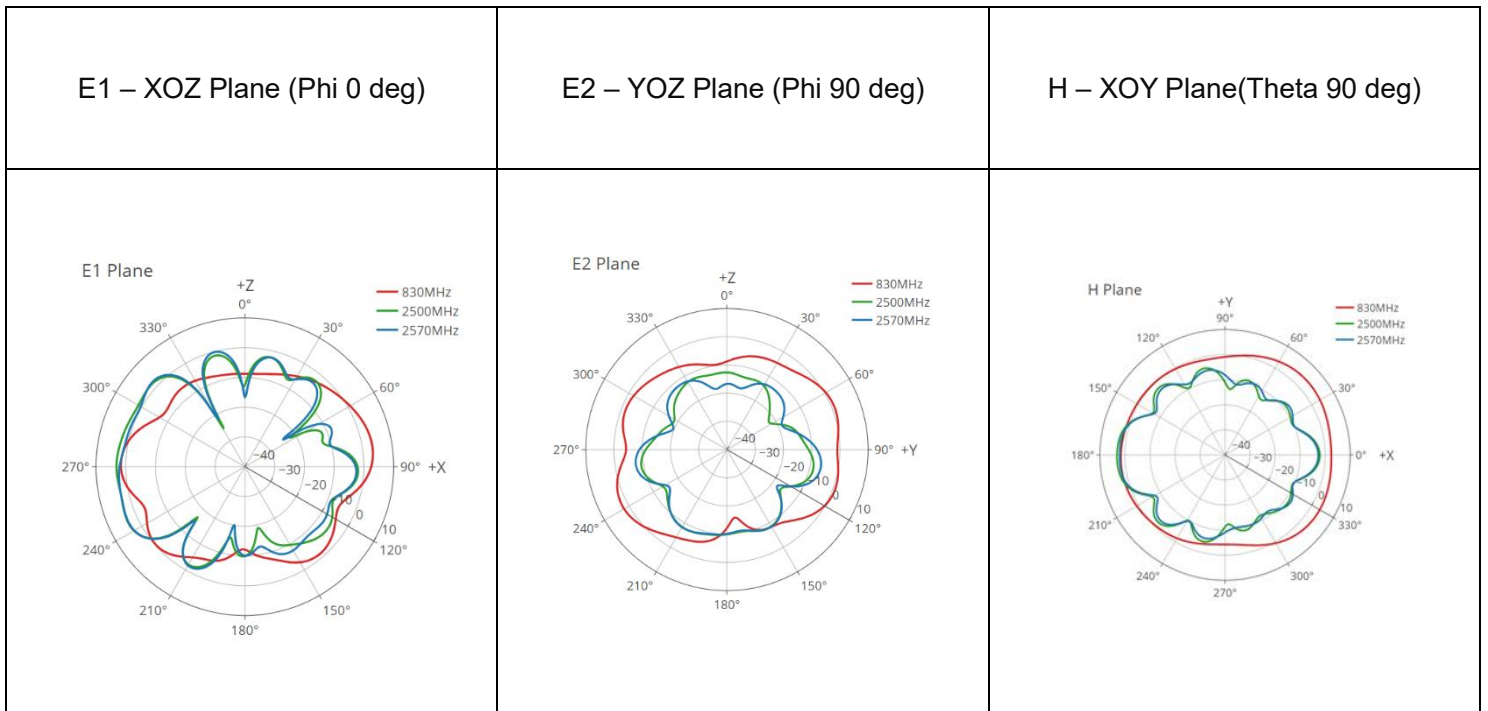 E1 – XOZ Plane (Phi 0 deg)
E2 – YOZ Plane (Phi 90 deg)
H – XOY Plane(Theta 90 deg)
E1 Plane
+Z
0°
830MHz
2500MHz
2570MHz
330°
30°
300°
60°
270°
90° +X
−40
−30
−20
10
0
10
240°
120°
210°
150°
180°
E2 Plane
+Z
0°
830MHz
2500MHz
2570MHz
330°
30°
300°
60°
270°
90° +Y
−40
−30
−20
10
0
10
240°
120°
210°
150°
180°
H Plane
+Y
90°
830MHz
2500MHz
2570MHz
120°
60°
150°
30°
180°
0° +X
−40
−30
−20
−10
0
10
210°
330°
240°
300°
270°